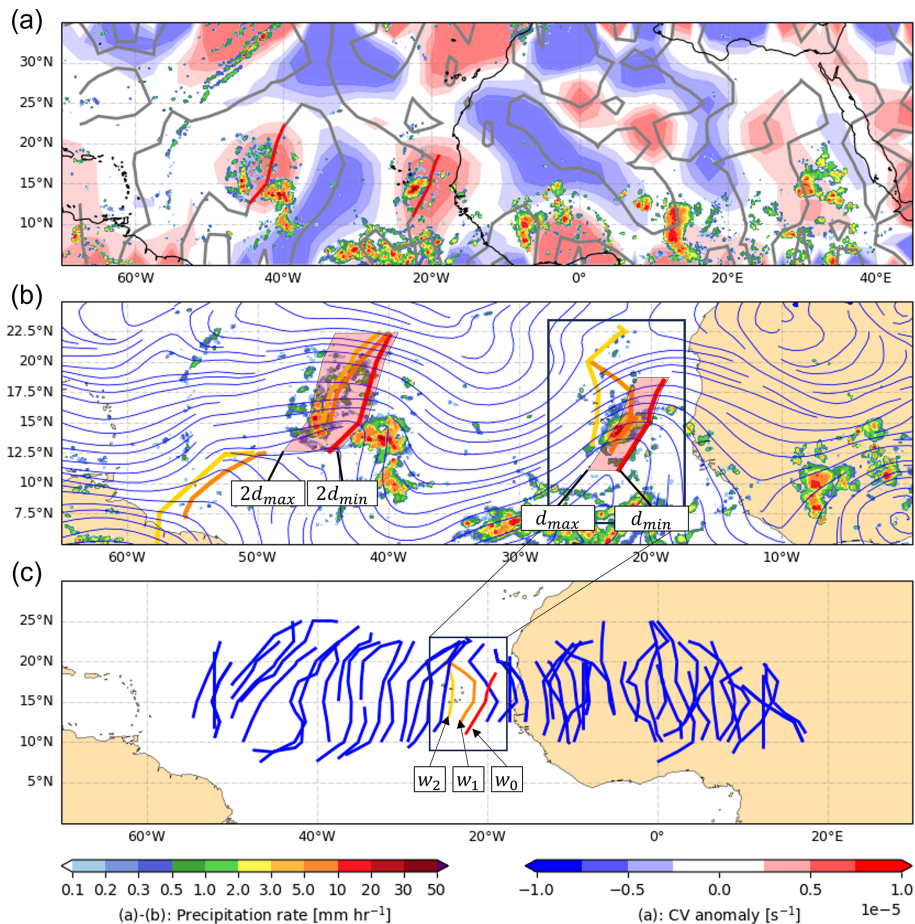 (a)
30°N
25°N
20°N
15°N
10°N
60°W 40°W 20°W 0° 20°E 40°E
(b)
22.5°N
20°N
17.5°N
15°N
12.5°N
10°N
7.5°N
2d_max 2d_min
d_max d_min
60°W 50°W 40°W 30°W 20°W 10°W
(c)
25°N
20°N
15°N
10°N
5°N
w₂ w₁ w₀
60°W 40°W 20°W 0° 20°E
0.1 0.2 0.3 0.5 1.0 2.0 3.0 5.0 10 20 30 50
(a)-(b): Precipitation rate [mm hr⁻¹]
−1.0 −0.5 0.0 0.5 1.0
1e−5
(a): CV anomaly [s⁻¹]